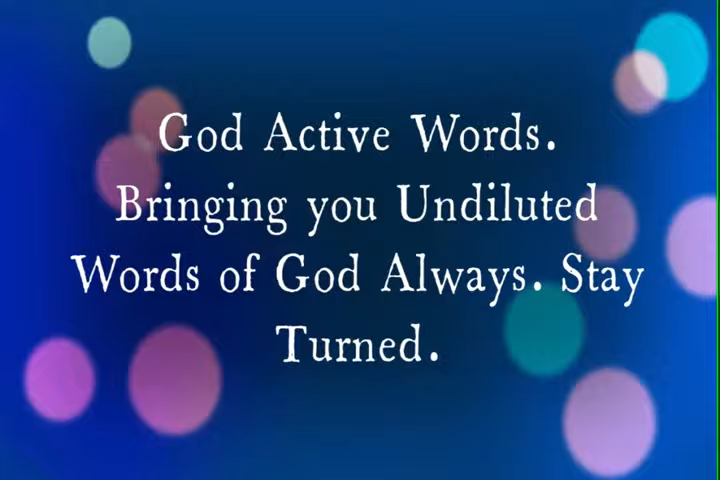 God Active Words.
Bringing you Undiluted
Words of God Always. Stay
Turned.